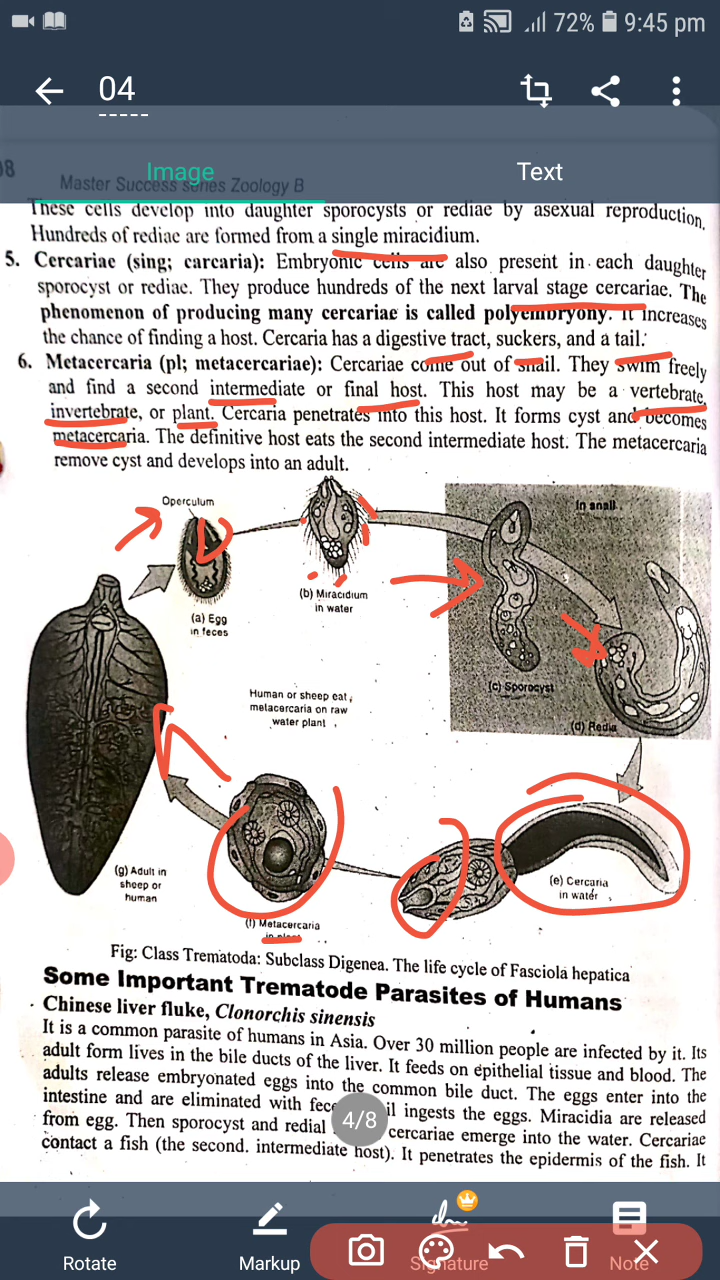 72% 9:45 pm
04
Image Text
08
Master Success series Zoology B
These cells develop into daughter sporocysts or rediae by asexual reproduction.
Hundreds of rediae are formed from a single miracidium.
5. Cercariae (sing; carcaria): Embryonic cells are also present in each daughter
sporocyst or rediae. They produce hundreds of the next larval stage cercariae. The
phenomenon of producing many cercariae is called polyembryony. It increases
the chance of finding a host. Cercaria has a digestive tract, suckers, and a tail.
6. Metacercaria (pl; metacercariae): Cercariae come out of snail. They swim freely
and find a second intermediate or final host. This host may be a vertebrate,
invertebrate, or plant. Cercaria penetrates into this host. It forms cyst and becomes
metacercaria. The definitive host eats the second intermediate host. The metacercaria
remove cyst and develops into an adult.
Operculum
In snail
(a) Egg
in feces
(b) Miracidium
in water
(c) Sporocyst
(d) Redia
Human or sheep eat
metacercaria on raw
water plant
(g) Adult in
sheep or
human
(f) Metacercaria
in plant
(e) Cercaria
in water
Fig: Class Trematoda: Subclass Digenea. The life cycle of Fasciola hepatica
Some Important Trematode Parasites of Humans
Chinese liver fluke, Clonorchis sinensis
It is a common parasite of humans in Asia. Over 30 million people are infected by it. Its
adult form lives in the bile ducts of the liver. It feeds on epithelial tissue and blood. The
adults release embryonated eggs into the common bile duct. The eggs enter into the
intestine and are eliminated with il ingests the eggs. Miracidia are released
from egg. Then sporocyst and redial cercariae emerge into the water. Cercariae
contact a fish (the second. intermediate host). It penetrates the epidermis of the fish. It
4/8
Rotate Markup Signature Note